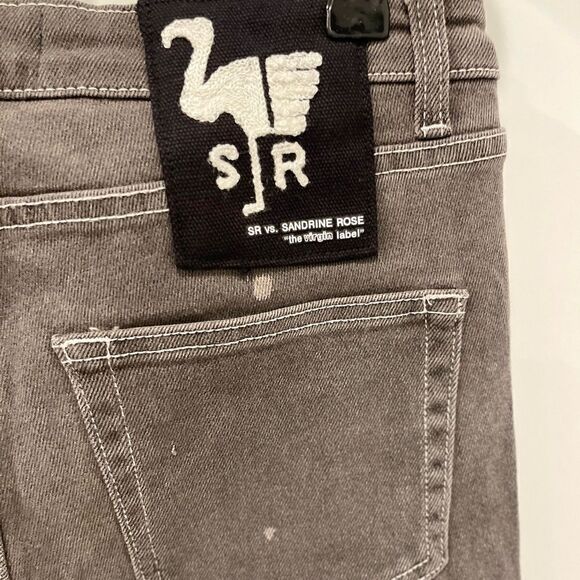 SR
SR vs. SANDRINE ROSE
"the virgin label"